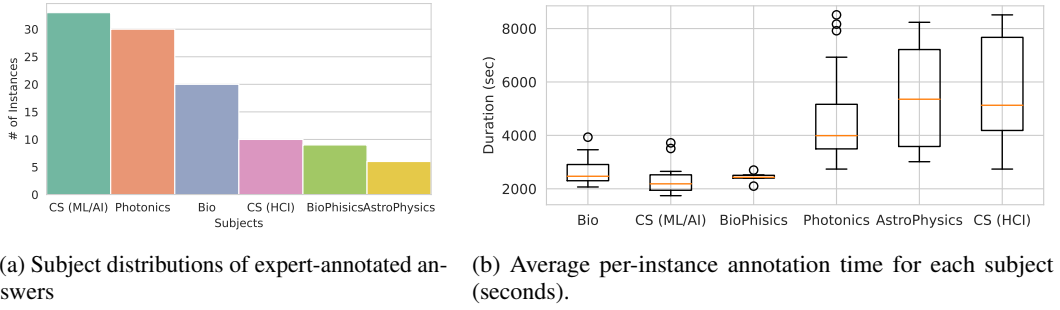 # of Instances
30
25
20
15
10
5
0
CS (ML/AI) Photonics Bio CS (HCI) BioPhisicsAstroPhysics
Subjects
(a) Subject distributions of expert-annotated an-
swers
Duration (sec)
8000
6000
4000
2000
Bio CS (ML/AI) BioPhisics Photonics AstroPhysics CS (HCI)
(b) Average per-instance annotation time for each subject
(seconds).